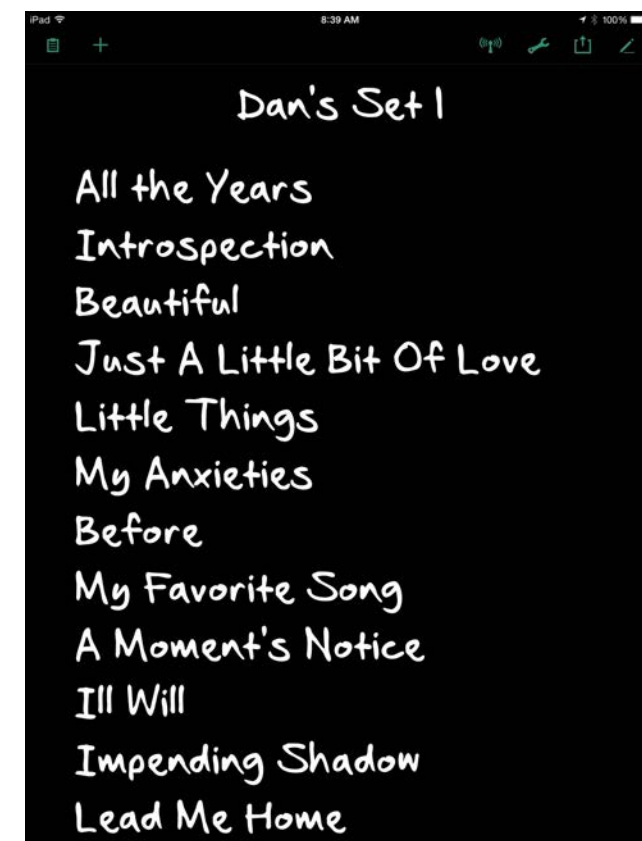 iPad 8:39 AM 100%
Dan's Set 1
All the Years
Introspection
Beautiful
Just A Little Bit Of Love
Little Things
My Anxieties
Before
My Favorite Song
A Moment's Notice
Ill Will
Impending Shadow
Lead Me Home